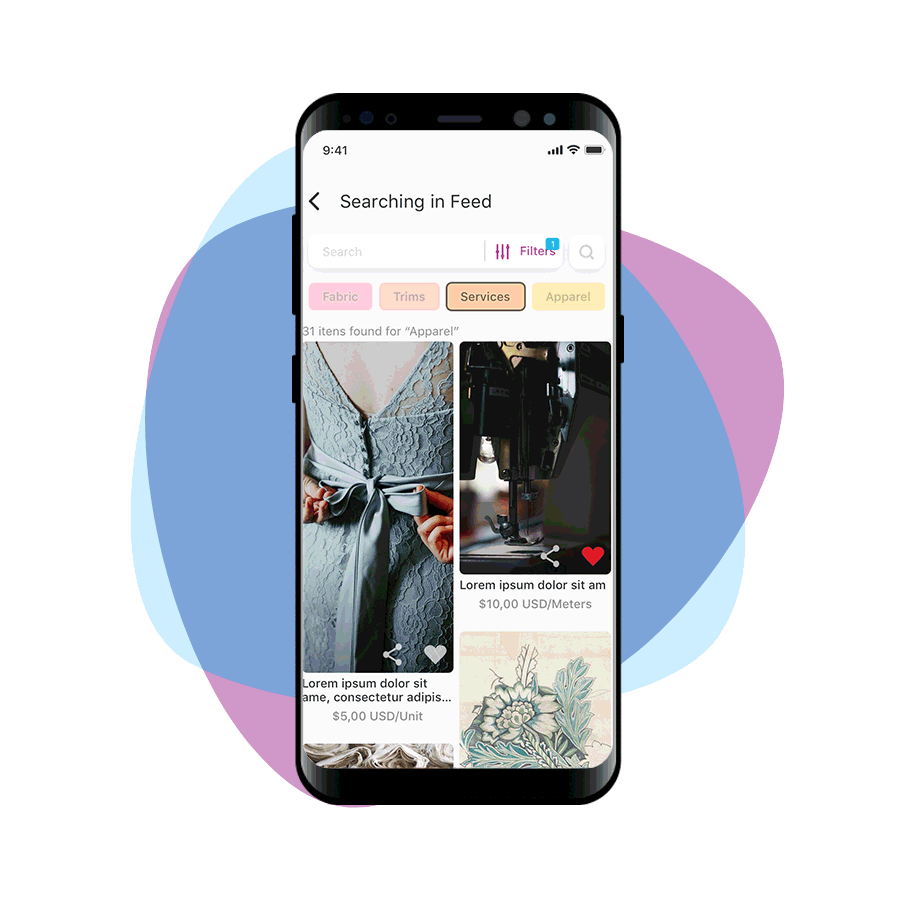 9:41
Searching in Feed
Search
Filters
1
Fabric
Trims
Services
Apparel
31 itens found for “Apparel”
Lorem ipsum dolor sit
ame, consectetur adipis...
$5,00 USD/Unit
Lorem ipsum dolor sit am
$10,00 USD/Meters